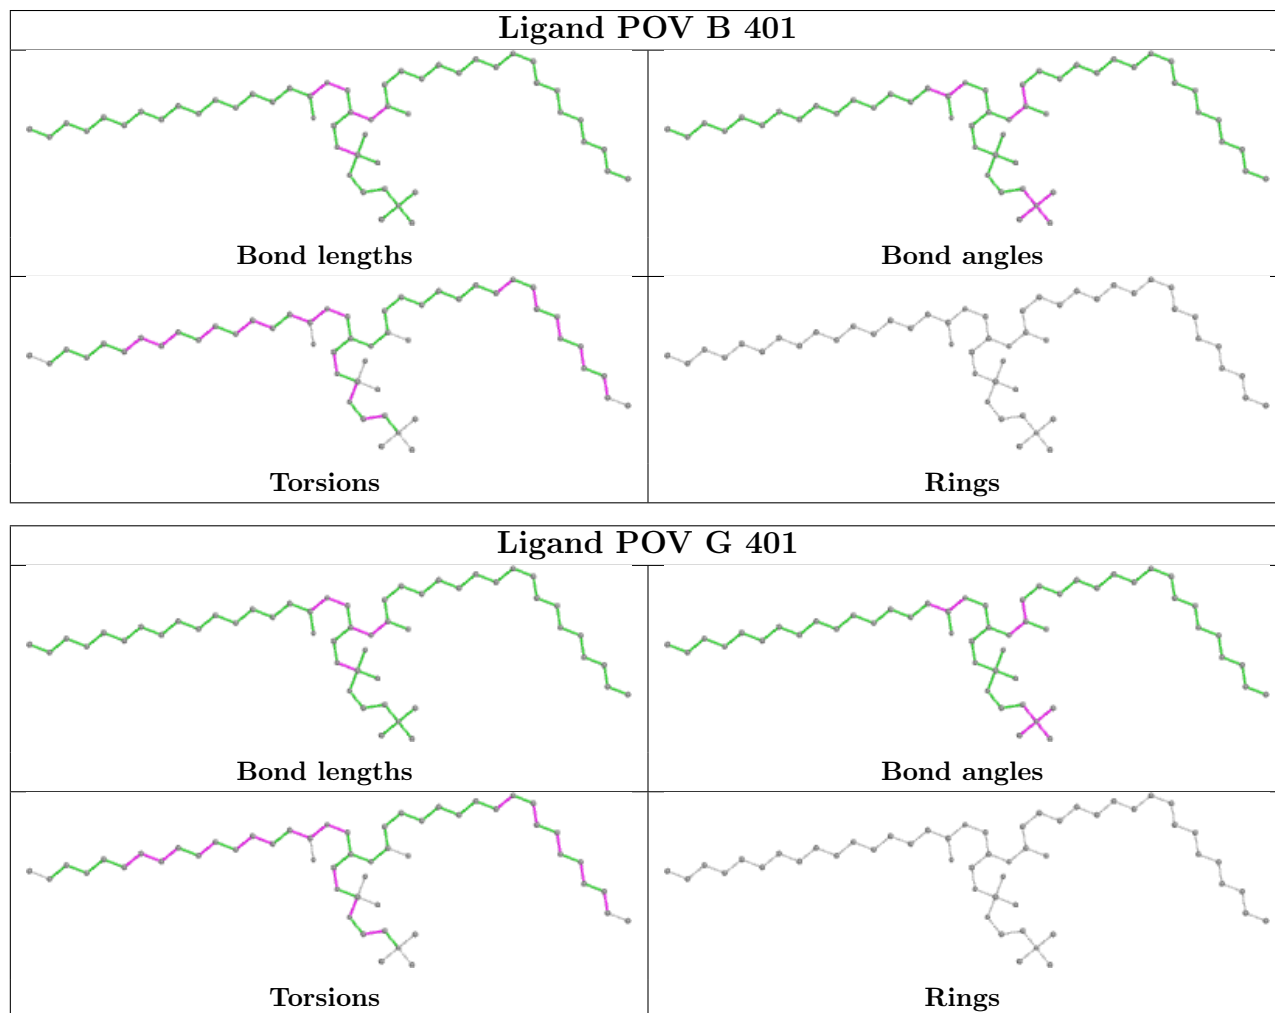 Ligand POV B 401
Bond lengths
Bond angles
Torsions
Rings
Ligand POV G 401
Bond lengths
Bond angles
Torsions
Rings